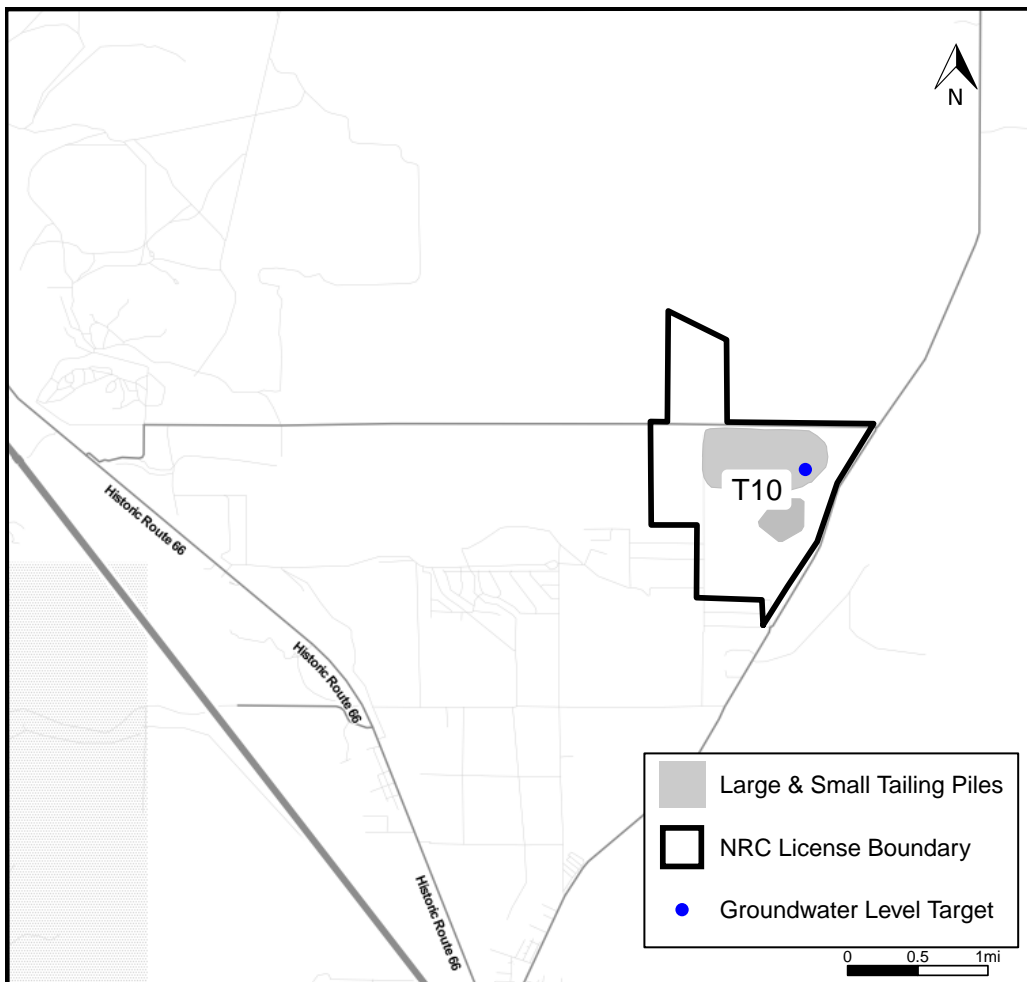 N
T10
Historic Route 66
Historic Route 66
Historic Route 66
Large & Small Tailing Piles
NRC License Boundary
Groundwater Level Target
0 0.5 1mi